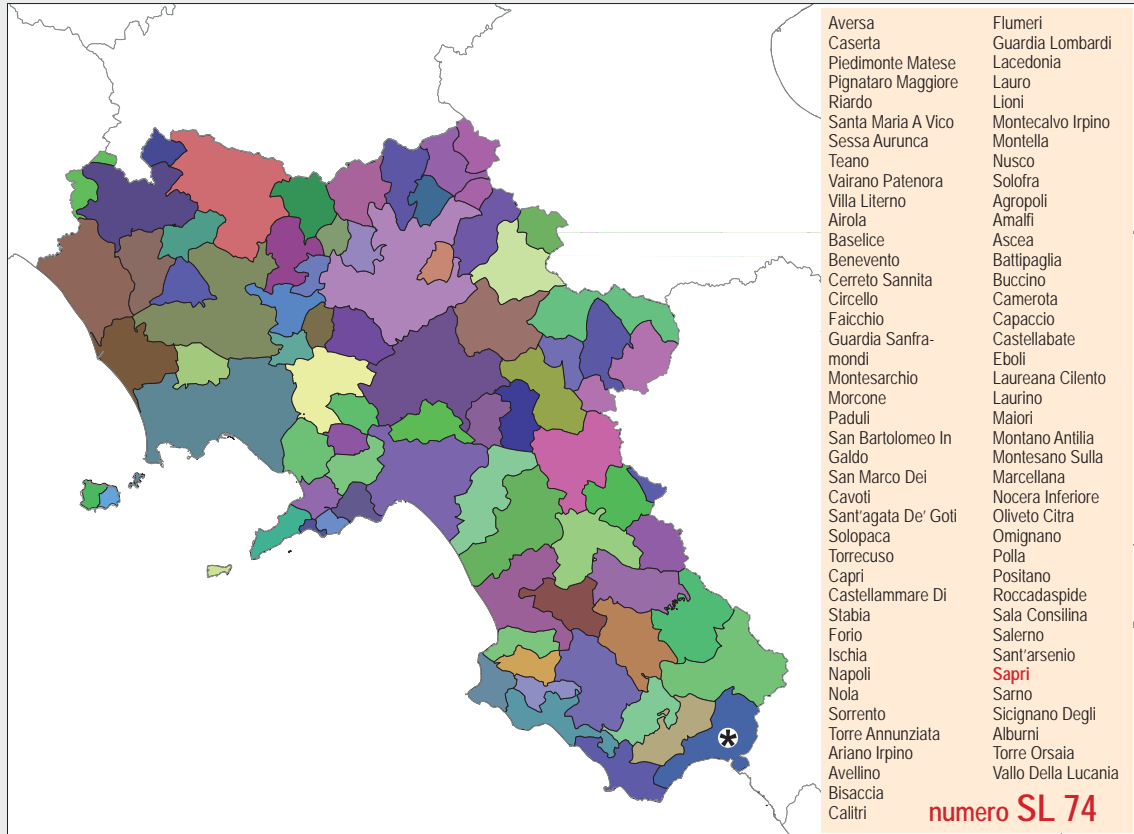 Aversa
Caserta
Piedimonte Matese
Pignataro Maggiore
Riardo
Santa Maria A Vico
Sessa Aurunca
Teano
Vairano Patenora
Villa Literno
Airola
Baselice
Benevento
Cerreto Sannita
Circello
Faicchio
Guardia Sanfra-
mondi
Montesarchio
Morcone
Paduli
San Bartolomeo In
Galdo
San Marco Dei
Cavoti
Sant'agata De' Goti
Solopaca
Torrecuso
Capri
Castellammare Di
Stabia
Forio
Ischia
Napoli
Nola
Sorrento
Torre Annunziata
Ariano Irpino
Avellino
Bisaccia
Calitri
Flumeri
Guardia Lombardi
Lacedonia
Lauro
Lioni
Montecalvo Irpino
Montella
Nusco
Solofra
Agropoli
Amalfi
Ascea
Battipaglia
Buccino
Camerota
Capaccio
Castellabate
Eboli
Laureana Cilento
Laurino
Maiori
Montano Antilia
Montesano Sulla
Marcellana
Nocera Inferiore
Oliveto Citra
Omignano
Polla
Positano
Roccadaspide
Sala Consilina
Salerno
Sant'arsenio
Sapri
Sarno
Sicignano Degli
Alburni
Torre Orsaia
Vallo Della Lucania
numero SL 74
*